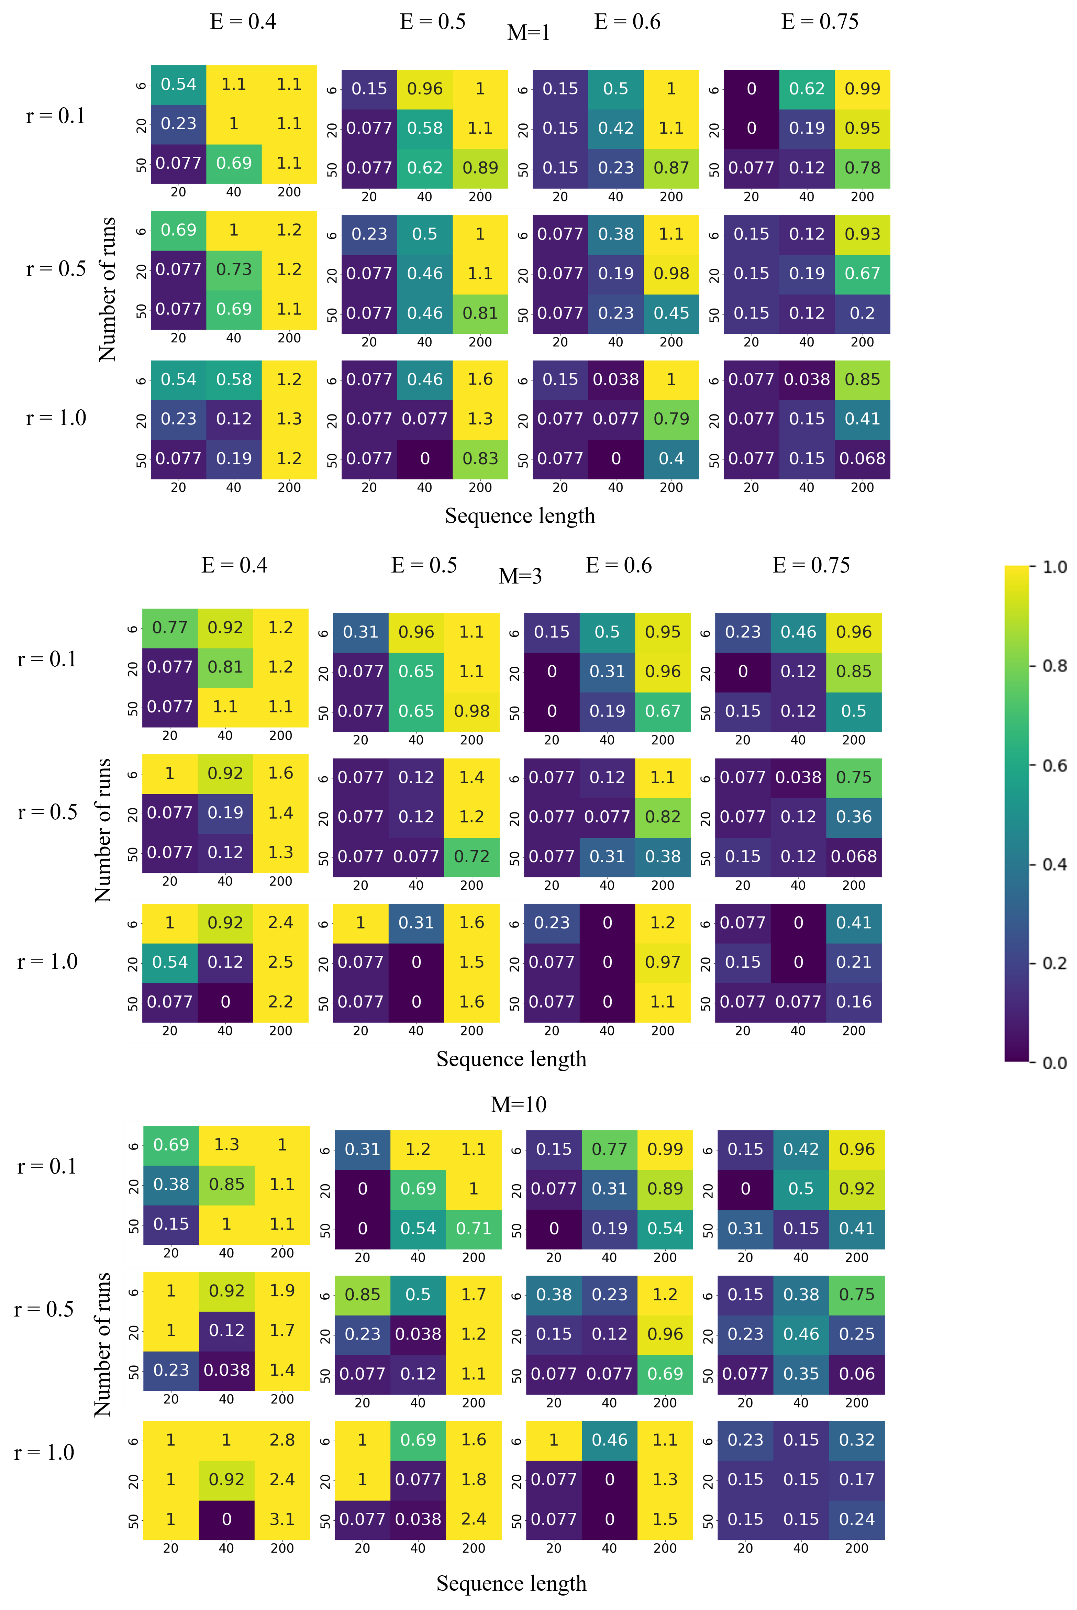 E = 0.4 E = 0.5 M=1 E = 0.6 E = 0.75
r = 0.1
6 0.54 1.1 1.1 6 0.15 0.96 1 6 0.15 0.5 1 6 0 0.62 0.99
20 0.23 1 1.1 20 0.077 0.58 1.1 20 0.15 0.42 1.1 20 0 0.19 0.95
50 0.077 0.69 1.1 50 0.077 0.62 0.89 50 0.15 0.23 0.87 50 0.077 0.12 0.78
20 40 200 20 40 200 20 40 200 20 40 200
Number of runs
r = 0.5
6 0.69 1 1.2 6 0.23 0.5 1 6 0.077 0.38 1.1 6 0.15 0.12 0.93
20 0.077 0.73 1.2 20 0.077 0.46 1.1 20 0.077 0.19 0.98 20 0.15 0.19 0.67
50 0.077 0.69 1.1 50 0.077 0.46 0.81 50 0.077 0.23 0.45 50 0.15 0.12 0.2
20 40 200 20 40 200 20 40 200 20 40 200
r = 1.0
6 0.54 0.58 1.2 6 0.077 0.46 1.6 6 0.15 0.038 1 6 0.077 0.038 0.85
20 0.23 0.12 1.3 20 0.077 0.077 1.3 20 0.077 0.077 0.79 20 0.077 0.15 0.41
50 0.077 0.19 1.2 50 0.077 0 0.83 50 0.077 0 0.4 50 0.077 0.15 0.068
20 40 200 20 40 200 20 40 200 20 40 200
Sequence length
E = 0.4 E = 0.5 M=3 E = 0.6 E = 0.75
r = 0.1
6 0.77 0.92 1.2 6 0.31 0.96 1.1 6 0.15 0.5 0.95 6 0.23 0.46 0.96
20 0.077 0.81 1.2 20 0.077 0.65 1.1 20 0 0.31 0.96 20 0 0.12 0.85
50 0.077 1.1 1.1 50 0.077 0.65 0.98 50 0 0.19 0.67 50 0.15 0.12 0.5
20 40 200 20 40 200 20 40 200 20 40 200
Number of runs
r = 0.5
6 1 0.92 1.6 6 0.077 0.12 1.4 6 0.077 0.12 1.1 6 0.077 0.038 0.75
20 0.077 0.19 1.4 20 0.077 0.12 1.2 20 0.077 0.077 0.82 20 0.077 0.12 0.36
50 0.077 0.12 1.3 50 0.077 0.077 0.72 50 0.077 0.31 0.38 50 0.15 0.12 0.068
20 40 200 20 40 200 20 40 200 20 40 200
r = 1.0
6 1 0.92 2.4 6 1 0.31 1.6 6 0.23 0 1.2 6 0.077 0 0.41
20 0.54 0.12 2.5 20 0.077 0 1.5 20 0.077 0 0.97 20 0.15 0 0.21
50 0.077 0 2.2 50 0.077 0 1.6 50 0.077 0 1.1 50 0.077 0.077 0.16
20 40 200 20 40 200 20 40 200 20 40 200
Sequence length
1.0
0.8
0.6
0.4
0.2
0.0
M=10
r = 0.1
6 0.69 1.3 1 6 0.31 1.2 1.1 6 0.15 0.77 0.99 6 0.15 0.42 0.96
20 0.38 0.85 1.1 20 0 0.69 1 20 0.077 0.31 0.89 20 0 0.5 0.92
50 0.15 1 1.1 50 0 0.54 0.71 50 0 0.19 0.54 50 0.31 0.15 0.41
20 40 200 20 40 200 20 40 200 20 40 200
Number of runs
r = 0.5
6 1 0.92 1.9 6 0.85 0.5 1.7 6 0.38 0.23 1.2 6 0.15 0.38 0.75
20 1 0.12 1.7 20 0.23 0.038 1.2 20 0.15 0.12 0.96 20 0.23 0.46 0.25
50 0.23 0.038 1.4 50 0.077 0.12 1.1 50 0.077 0.077 0.69 50 0.077 0.35 0.06
20 40 200 20 40 200 20 40 200 20 40 200
r = 1.0
6 1 1 2.8 6 1 0.69 1.6 6 1 0.46 1.1 6 0.23 0.15 0.32
20 1 0.92 2.4 20 1 0.077 1.8 20 0.077 0 1.3 20 0.15 0.15 0.17
50 1 0 3.1 50 0.077 0.038 2.4 50 0.077 0 1.5 50 0.15 0.15 0.24
20 40 200 20 40 200 20 40 200 20 40 200
Sequence length